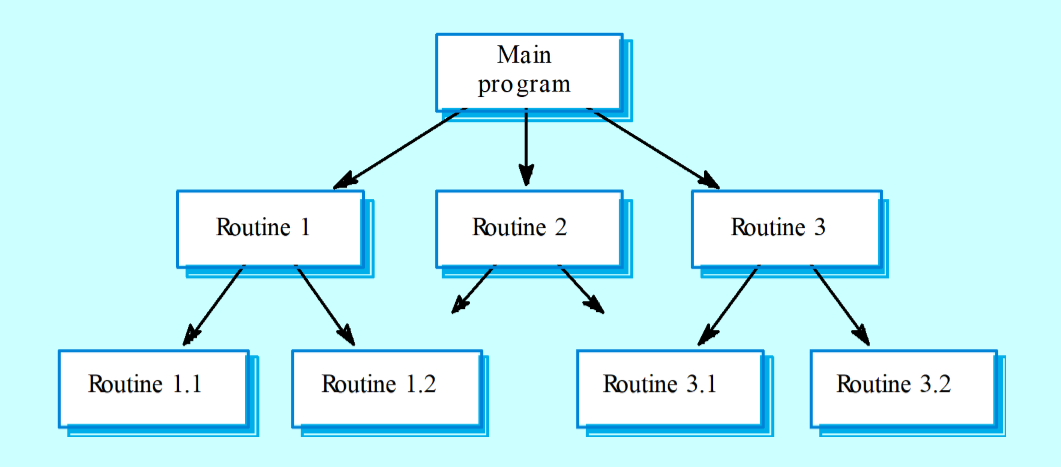 Main
program
Routine 1
Routine 2
Routine 3
Routine 1.1
Routine 1.2
Routine 3.1
Routine 3.2